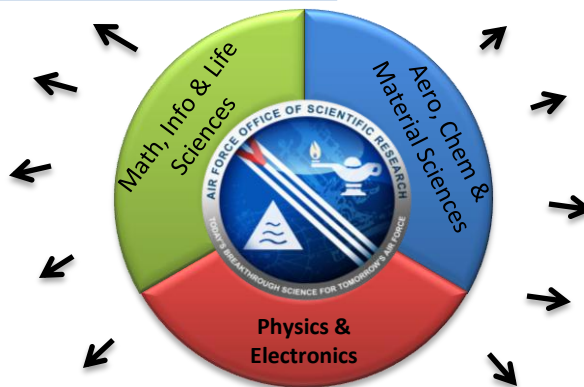 Math, Info & Life
Sciences
Aero, Chem &
Material Sciences
AIR FORCE OFFICE OF SCIENTIFIC RESEARCH
TODAY'S BREAKTHROUGH SCIENCE FOR TOMORROW'S AIR FORCE
Physics &
Electronics